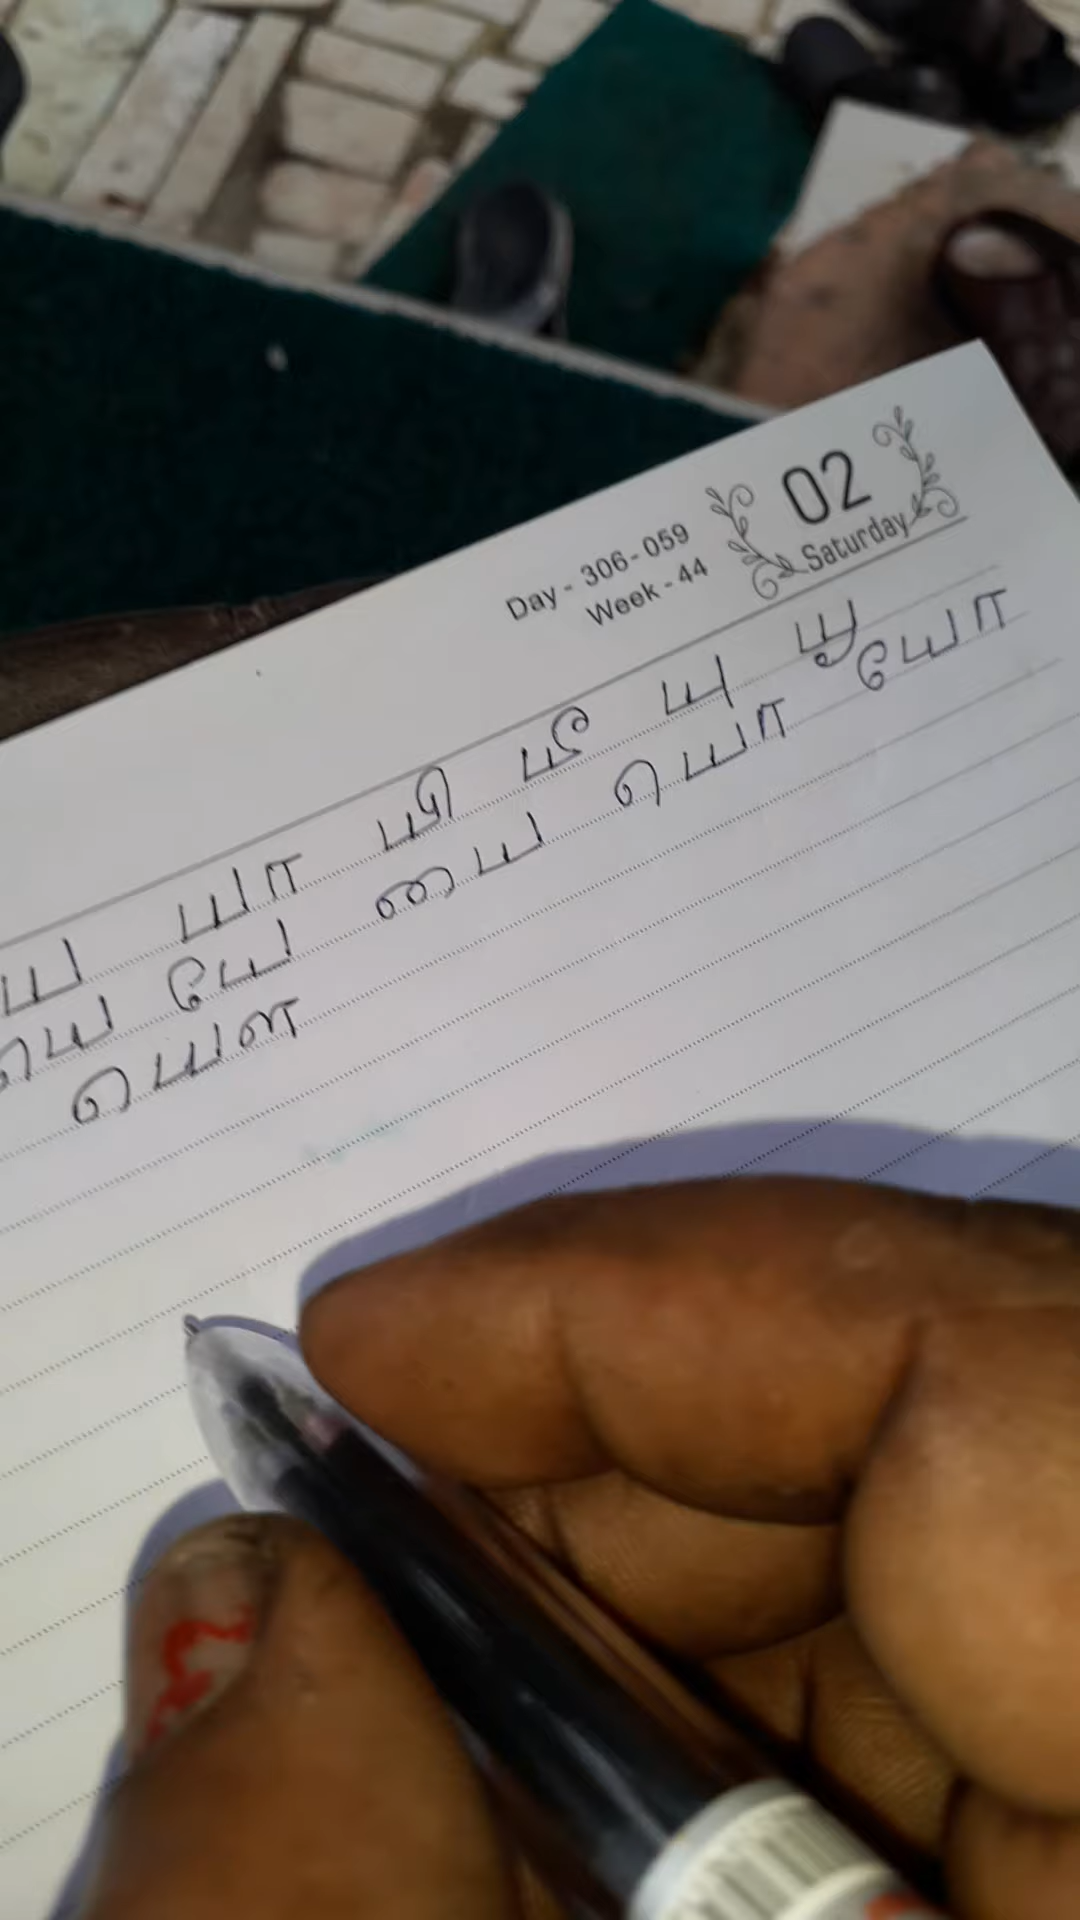 02
Day - 306-059
Saturday
Week - 44
ய யா யி யீ யு யூ
யெ யே யை யொ யோ
யௌ